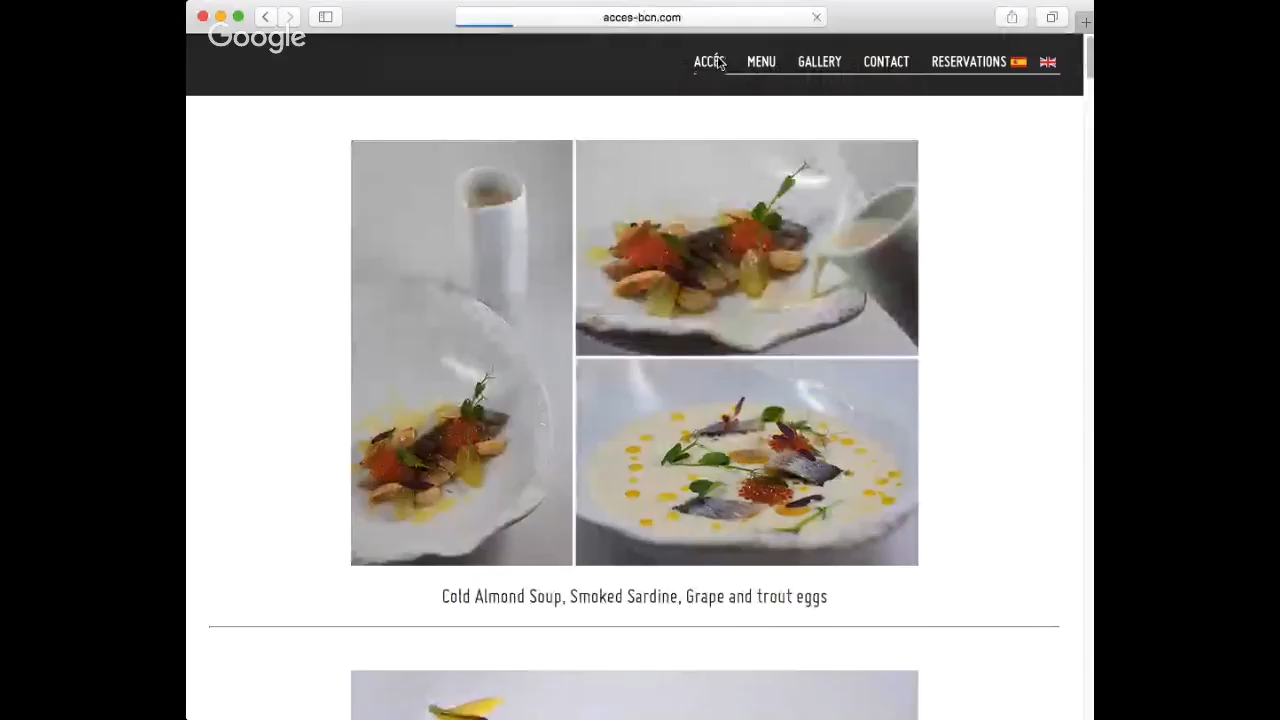 acces-bcn.com
Google
ACCÉS MENU GALLERY CONTACT RESERVATIONS
Cold Almond Soup, Smoked Sardine, Grape and trout eggs